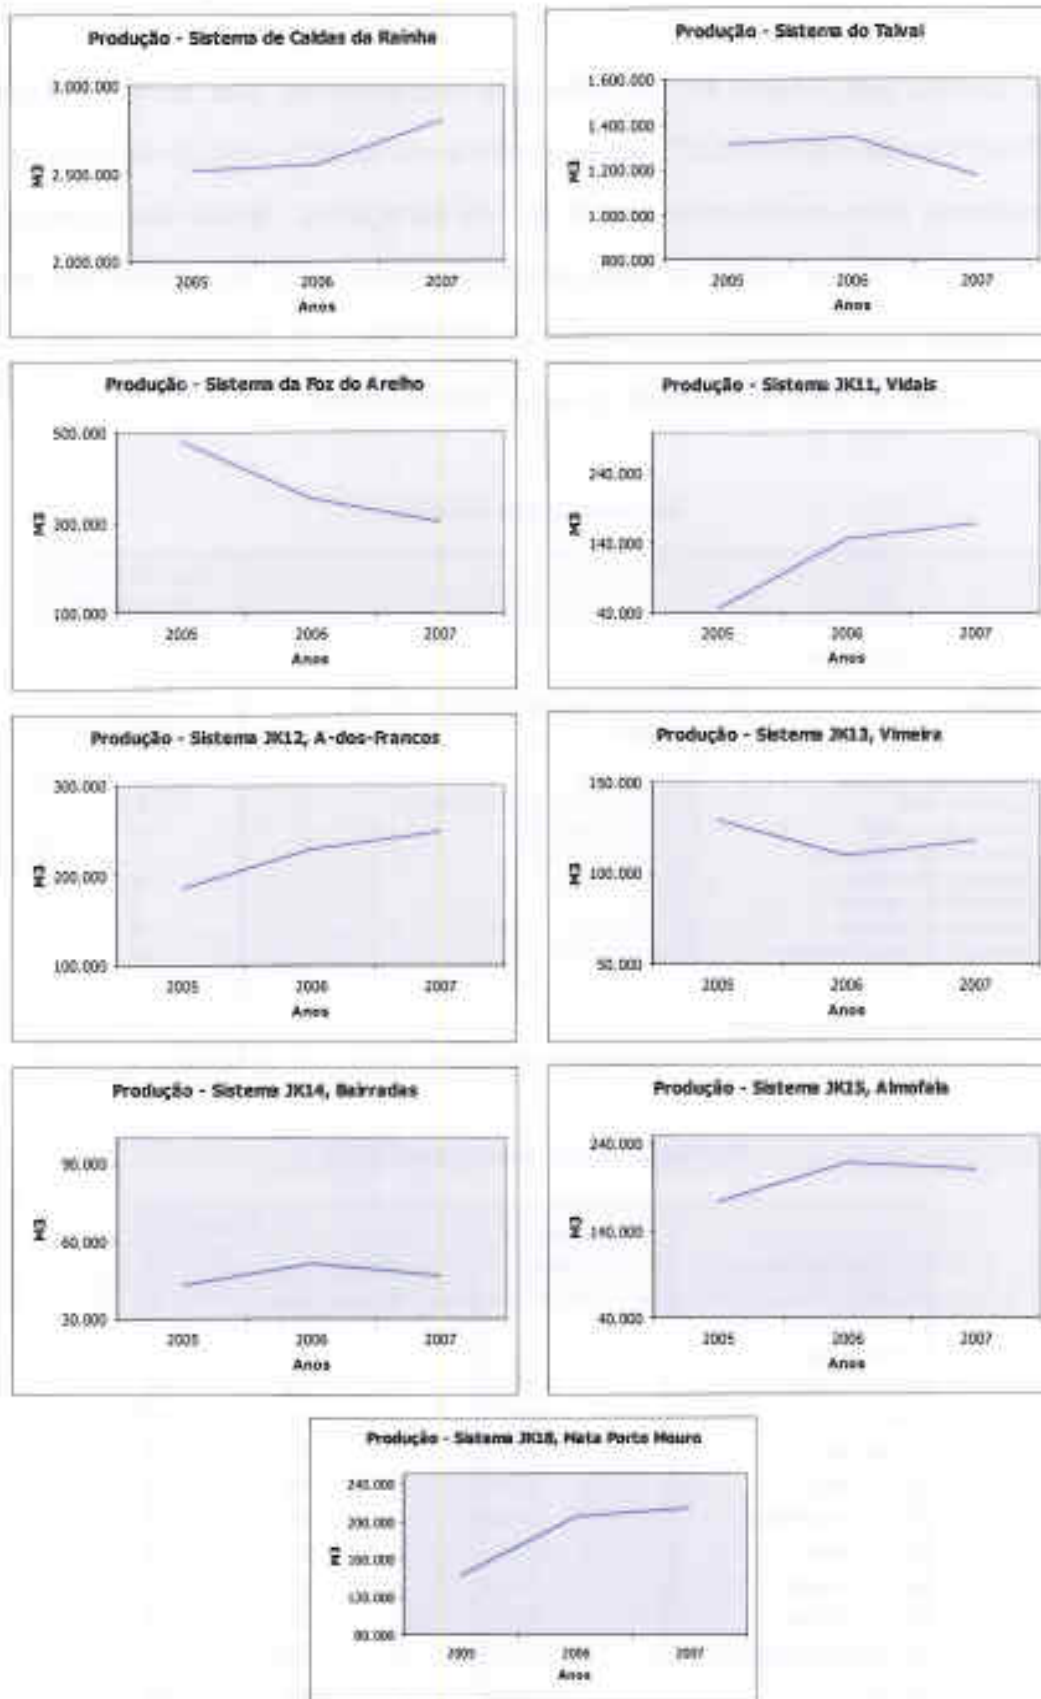 Produção - Sistema de Caldas da Rainha
3.000.000
2.500.000
2.000.000
M3
2005 2006 2007
Anos
Produção - Sistema do Talvai
1.600.000
1.400.000
1.200.000
1.000.000
800.000
M3
2005 2006 2007
Anos
Produção - Sistema da Foz do Arelho
500.000
300.000
100.000
M3
2005 2006 2007
Anos
Produção - Sistema JK11, Vidais
240.000
140.000
40.000
M3
2005 2006 2007
Anos
Produção - Sistema JK12, A-dos-Francos
300.000
200.000
100.000
M3
2005 2006 2007
Anos
Produção - Sistema JK13, Vimeira
150.000
100.000
50.000
M3
2005 2006 2007
Anos
Produção - Sistema JK14, Bairradas
90.000
60.000
30.000
M3
2005 2006 2007
Anos
Produção - Sistema JK15, Almofala
240.000
140.000
40.000
M3
2005 2006 2007
Anos
Produção - Sistema JK18, Mata Porto Mouro
240.000
200.000
160.000
120.000
80.000
M3
2005 2006 2007
Anos